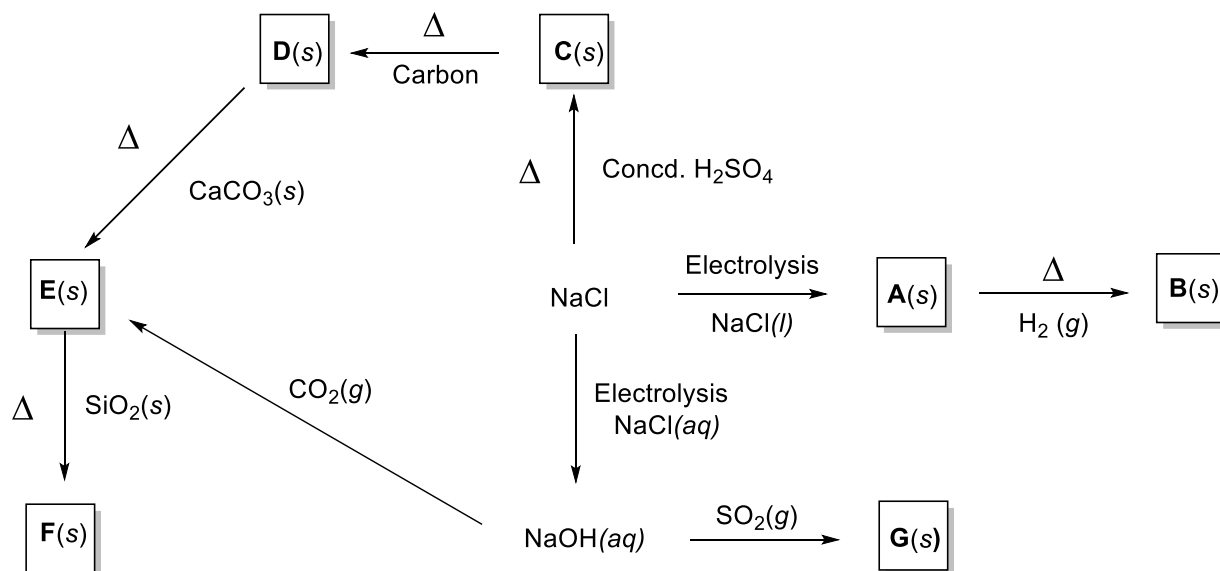 D(s)
Δ
Carbon
C(s)
Δ
CaCO₃(s)
Δ
Concd. H₂SO₄
E(s)
NaCl
Electrolysis
NaCl(l)
A(s)
Δ
H₂ (g)
B(s)
Δ
SiO₂(s)
CO₂(g)
Electrolysis
NaCl(aq)
F(s)
NaOH(aq)
SO₂(g)
G(s)